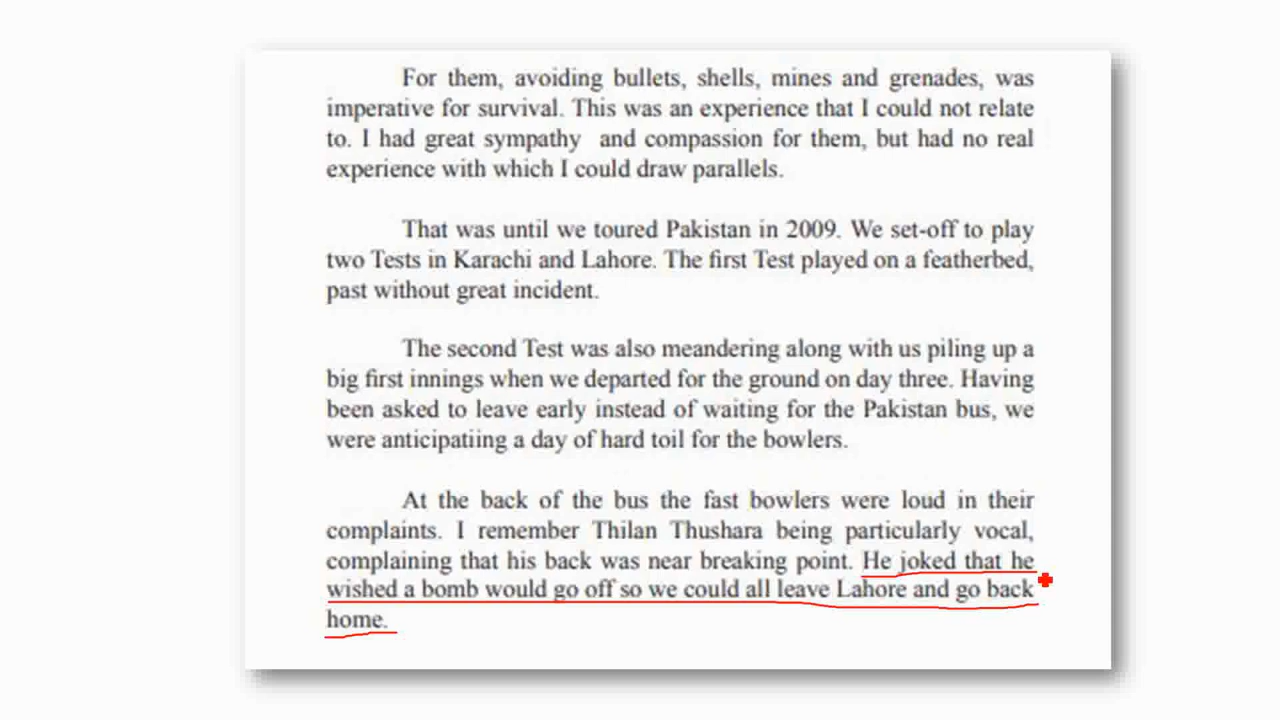 For them, avoiding bullets, shells, mines and grenades, was
imperative for survival. This was an experience that I could not relate
to. I had great sympathy and compassion for them, but had no real
experience with which I could draw parallels.
That was until we toured Pakistan in 2009. We set-off to play
two Tests in Karachi and Lahore. The first Test played on a featherbed,
past without great incident.
The second Test was also meandering along with us piling up a
big first innings when we departed for the ground on day three. Having
been asked to leave early instead of waiting for the Pakistan bus, we
were anticipatiing a day of hard toil for the bowlers.
At the back of the bus the fast bowlers were loud in their
complaints. I remember Thilan Thushara being particularly vocal,
complaining that his back was near breaking point. He joked that he
wished a bomb would go off so we could all leave Lahore and go back
home.